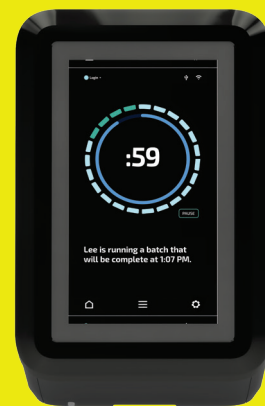 Login
:59
PAUSE
Lee is running a batch that
will be complete at 1:07 PM.